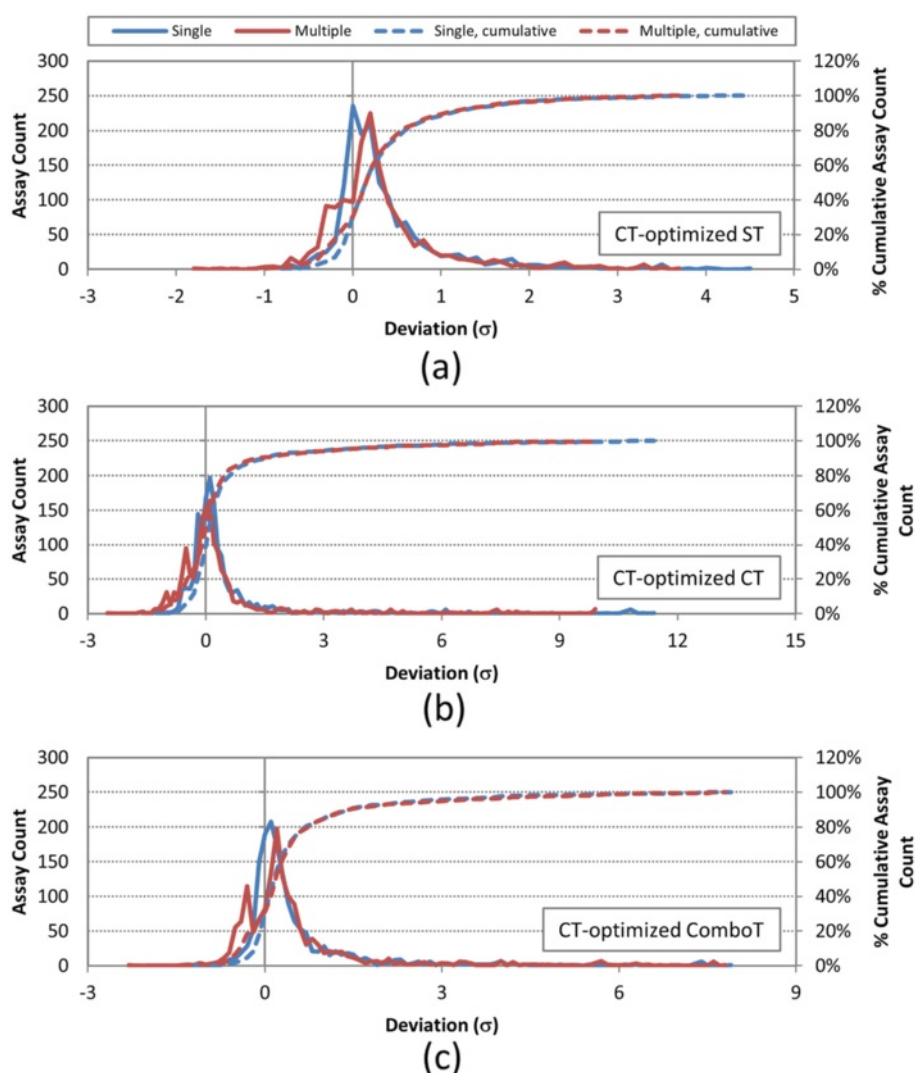 Single Multiple Single, cumulative Multiple, cumulative
300 120%
250 100%
200 80%
150 60%
100 40%
50 20%
0 0%
-3 -2 -1 0 1 2 3 4 5
Assay Count
% Cumulative Assay Count
CT-optimized ST
Deviation (σ)
(a)
300 120%
250 100%
200 80%
150 60%
100 40%
50 20%
0 0%
-3 0 3 6 9 12 15
Assay Count
% Cumulative Assay
Count
CT-optimized CT
Deviation (σ)
(b)
300 120%
250 100%
200 80%
150 60%
100 40%
50 20%
0 0%
-3 0 3 6 9
Assay Count
% Cumulative Assay
Count
CT-optimized ComboT
Deviation (σ)
(c)